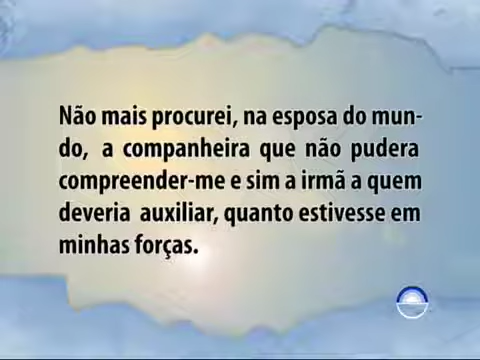 Não mais procurei, na esposa do mun-
do, a companheira que não pudera
compreender-me e sim a irmã a quem
deveria auxiliar, quanto estivesse em
minhas forças.